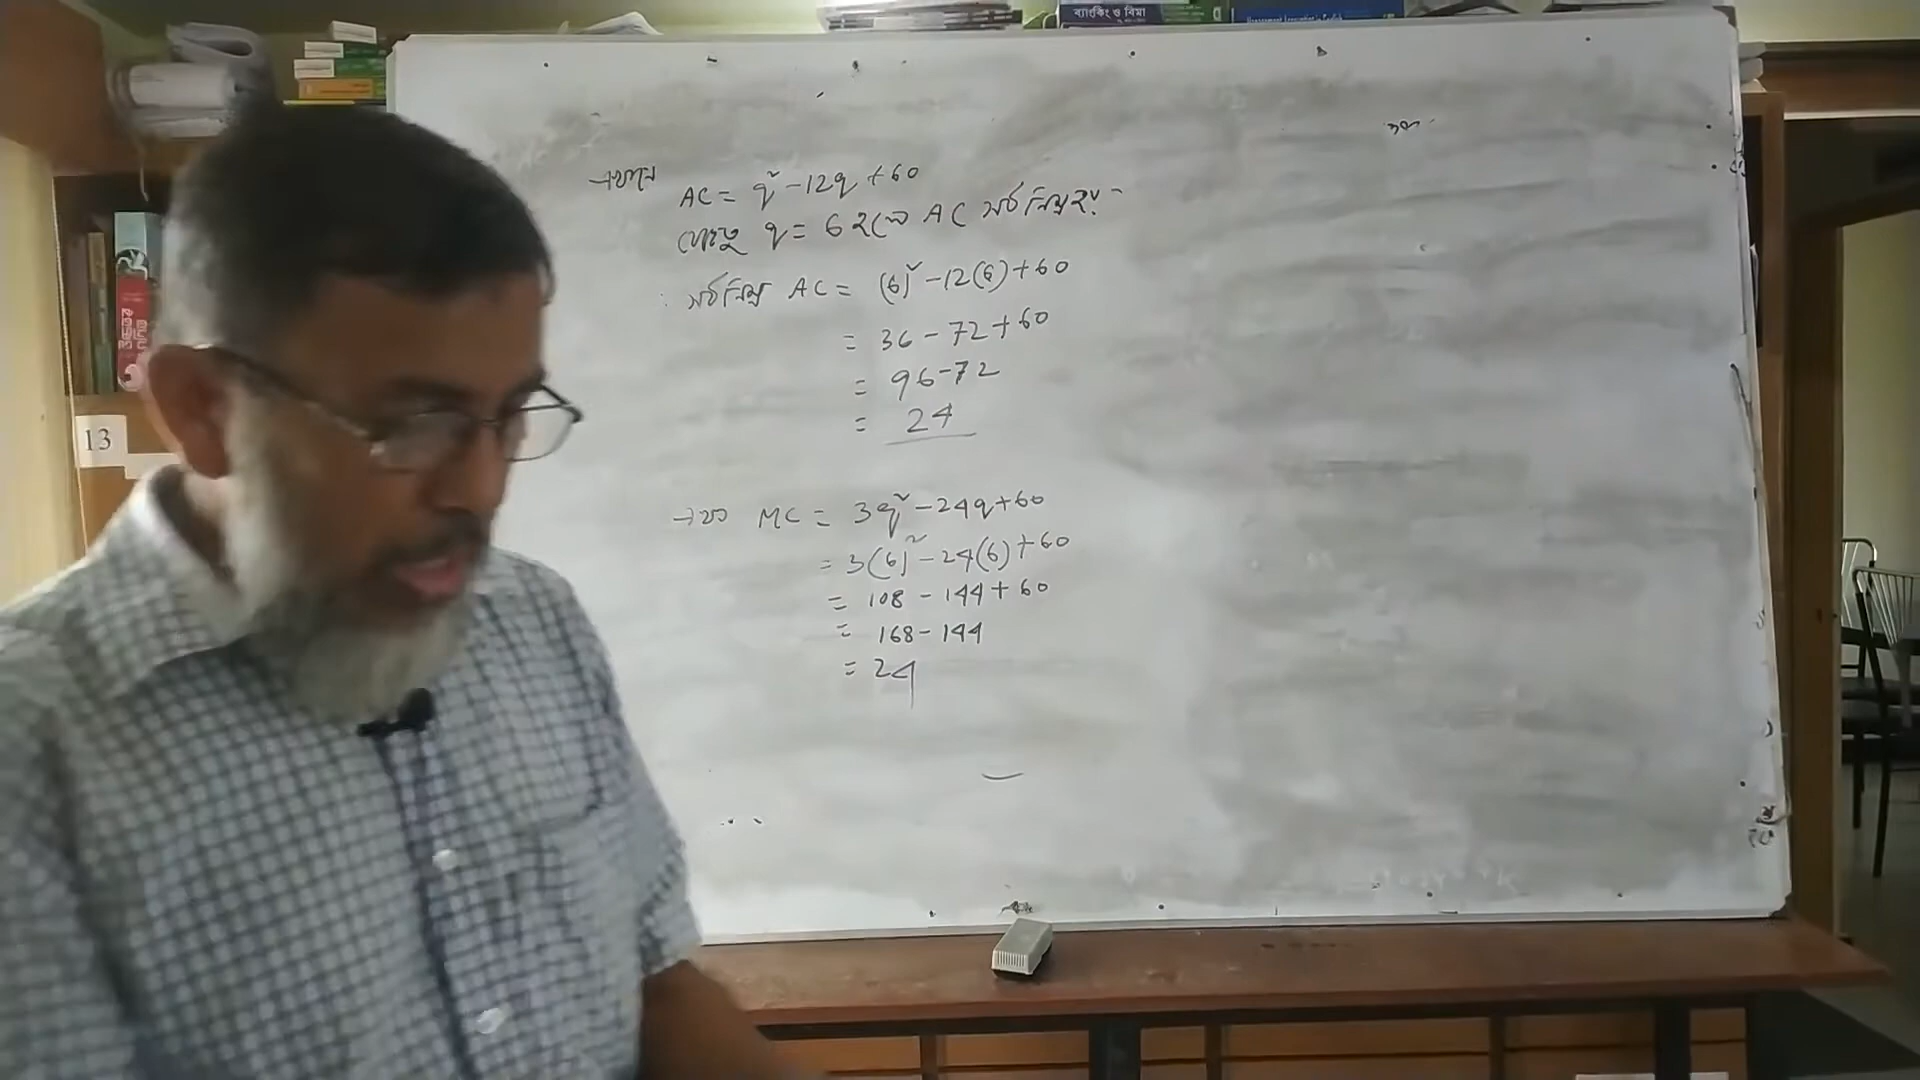 ব্যাংকিং ও বিমা
13
এখানে
AC = q² - 12q + 60
যেহেতু q = 6 হলে AC সর্বনিম্ন হয়
∴ সর্বনিম্ন AC = (6)² - 12(6) + 60
= 36 - 72 + 60
= 96 - 72
= 24
MC = 3q² - 24q + 60
= 3(6)² - 24(6) + 60
= 108 - 144 + 60
= 168 - 144
= 24